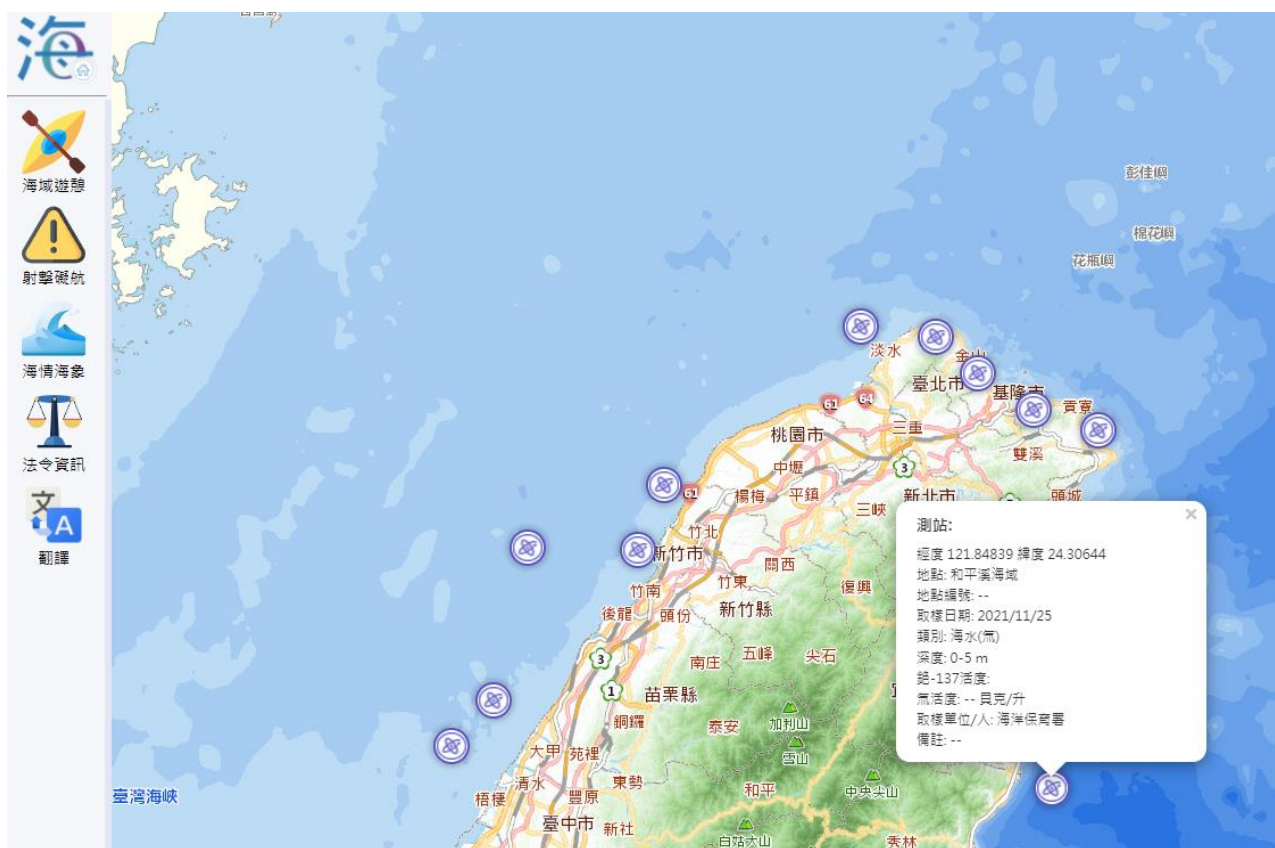 海
海域遊憩
射擊礙航
海情海象
法令資訊
文
A
翻譯
彭佳嶼
棉花嶼
花瓶嶼
淡水
金山
臺北市
基隆市
貢寮
61
64
三重
桃園市
雙溪
中壢
3
61
楊梅
平鎮
新北市
頭城
三峽
竹北
新竹市
關西
竹東
復興
竹南
後龍
頭份
新竹縣
3
南庄
五峰
尖石
1
苗栗縣
銅鑼
泰安
加利山
雪山
大甲
苑裡
清水
東勢
梧棲
豐原
和平
中央尖山
臺灣海峽
臺中市
新社
白姑大山
秀林
測站:
×
經度 121.84839 緯度 24.30644
地點: 和平溪海域
地點編號: --
取樣日期: 2021/11/25
類別: 海水(氚)
深度: 0-5 m
銫-137活度:
氚活度: -- 貝克/升
取樣單位/人: 海洋保育署
備註: --